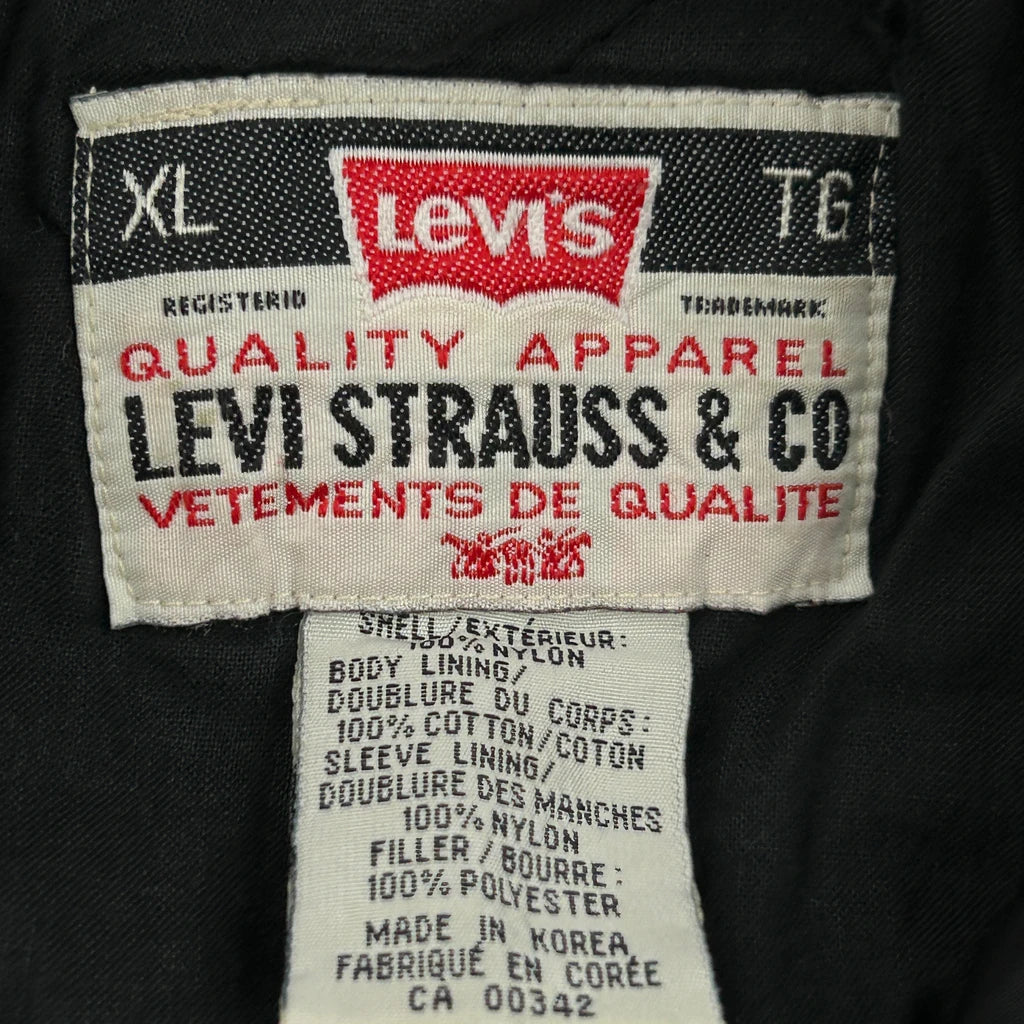 XL LEVI'S TG
REGISTERID TRADEMARK
QUALITY APPAREL
LEVI STRAUSS & CO
VETEMENTS DE QUALITE
SHELL/EXTÉRIEUR:
100% NYLON
BODY LINING/
DOUBLURE DU CORPS:
100% COTTON/COTON
SLEEVE LINING/
DOUBLURE DES MANCHES
100% NYLON
FILLER/BOURRE:
100% POLYESTER
MADE IN KOREA
FABRIQUÉ EN CORÉE
CA 00342